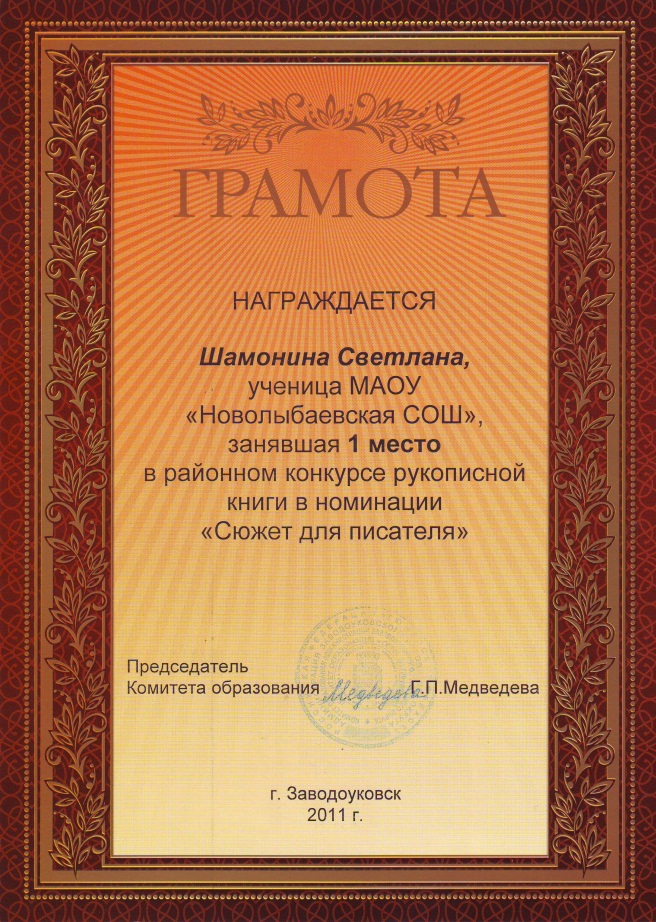 ГРАМОТА
НАГРАЖДАЕТСЯ
Шамонина Светлана,
ученица МАОУ
«Новолыбаевская СОШ»,
занявшая 1 место
в районном конкурсе рукописной
книги в номинации
«Сюжет для писателя»
Председатель
Комитета образования Медведева Г.П.Медведева
г. Заводоуковск
2011 г.